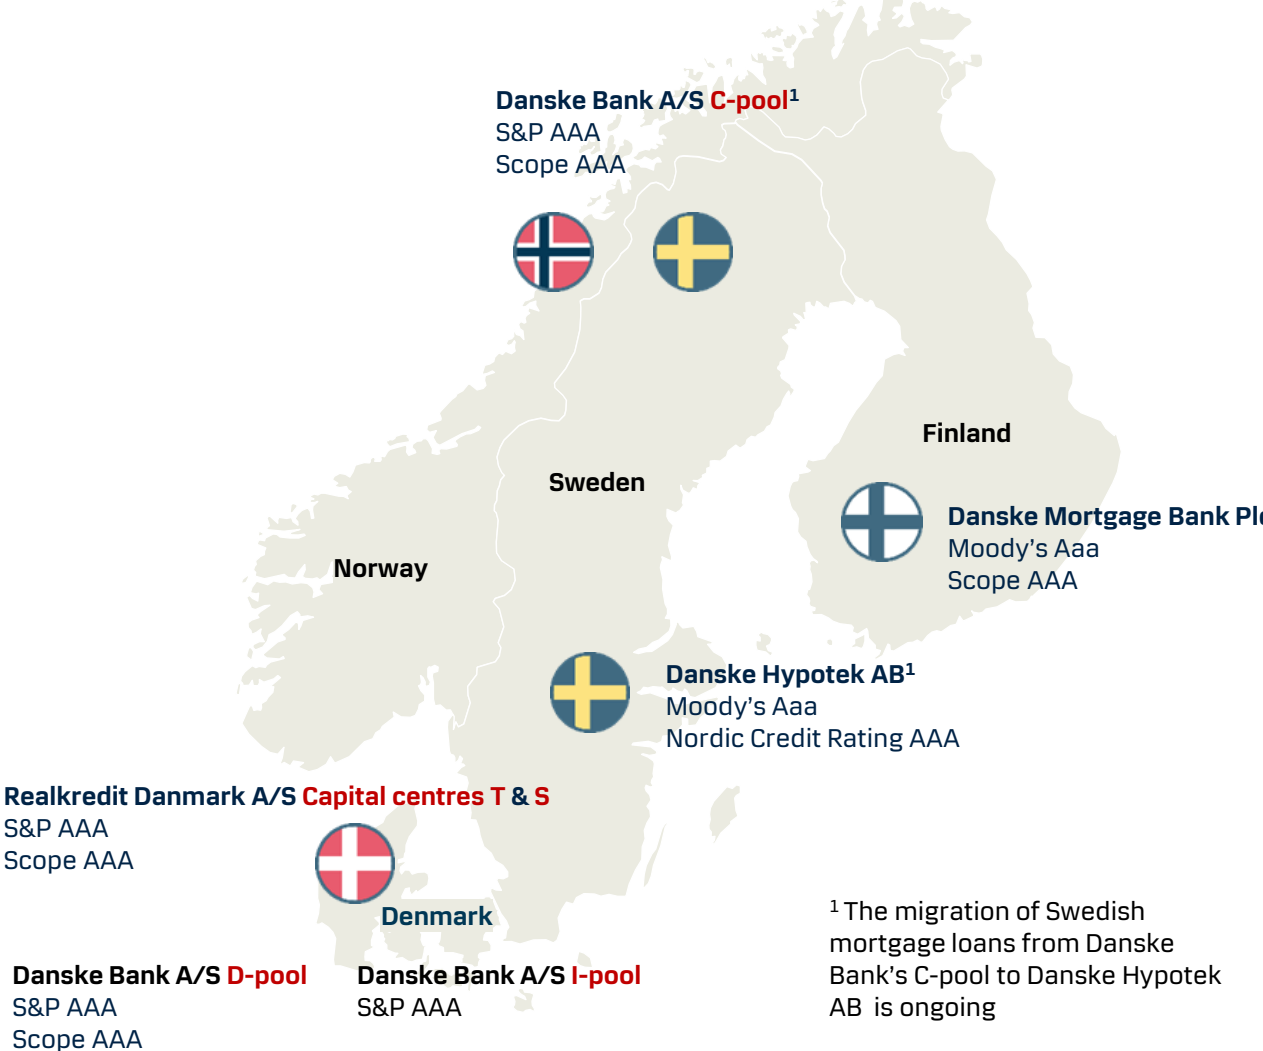 Danske Bank A/S C-pool¹
S&P AAA
Scope AAA
Finland
Sweden
Danske Mortgage Bank Plc
Moody’s Aaa
Scope AAA
Norway
Danske Hypotek AB¹
Moody’s Aaa
Nordic Credit Rating AAA
Realkredit Danmark A/S Capital centres T & S
S&P AAA
Scope AAA
Denmark
Danske Bank A/S D-pool
S&P AAA
Scope AAA
Danske Bank A/S I-pool
S&P AAA
¹ The migration of Swedish
mortgage loans from Danske
Bank’s C-pool to Danske Hypotek
AB is ongoing